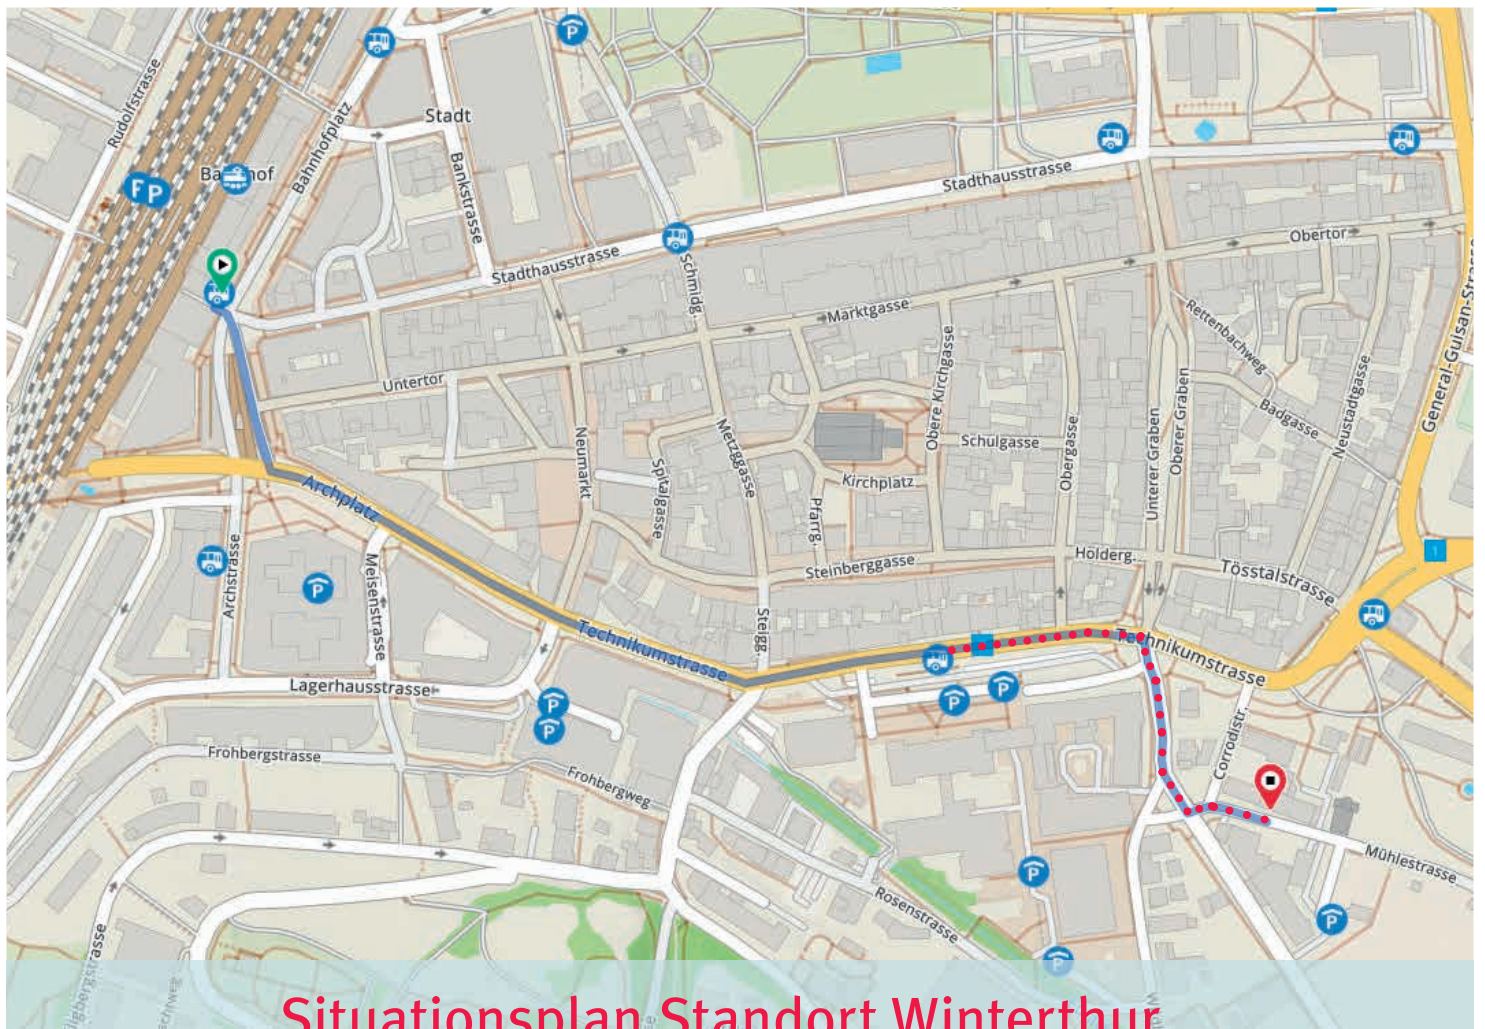 Rudolfstrasse
Bahnhofplatz
Stadt
Bankstrasse
P
FP
P
Stadthausstrasse
Stadthausstrasse
Schmidg.
Obertor
Marktgasse
Untertor
Rettenbachweg
Badgasse
Neustadtgasse
General-Guisan-Strasse
Obere Kirchgasse
Schulgasse
Obergasse
Unterer Graben
Oberer Graben
Neumarkt
Spitalgasse
Metzggasse
Kirchplatz
Pfarrg.
Archplatz
Archstrasse
Meisenstrasse
P
Steinberggasse
Holderg.
Tösstalstrasse
1
Steigg.
Technikumstrasse
Technikumstrasse
Lagerhausstrasse
P
P
P
P
Corrodistr.
Frohbergstrasse
Frohbergweg
Mühlestrasse
P
P
Rosenstrasse
P
Situationsplan Standort Winterthur